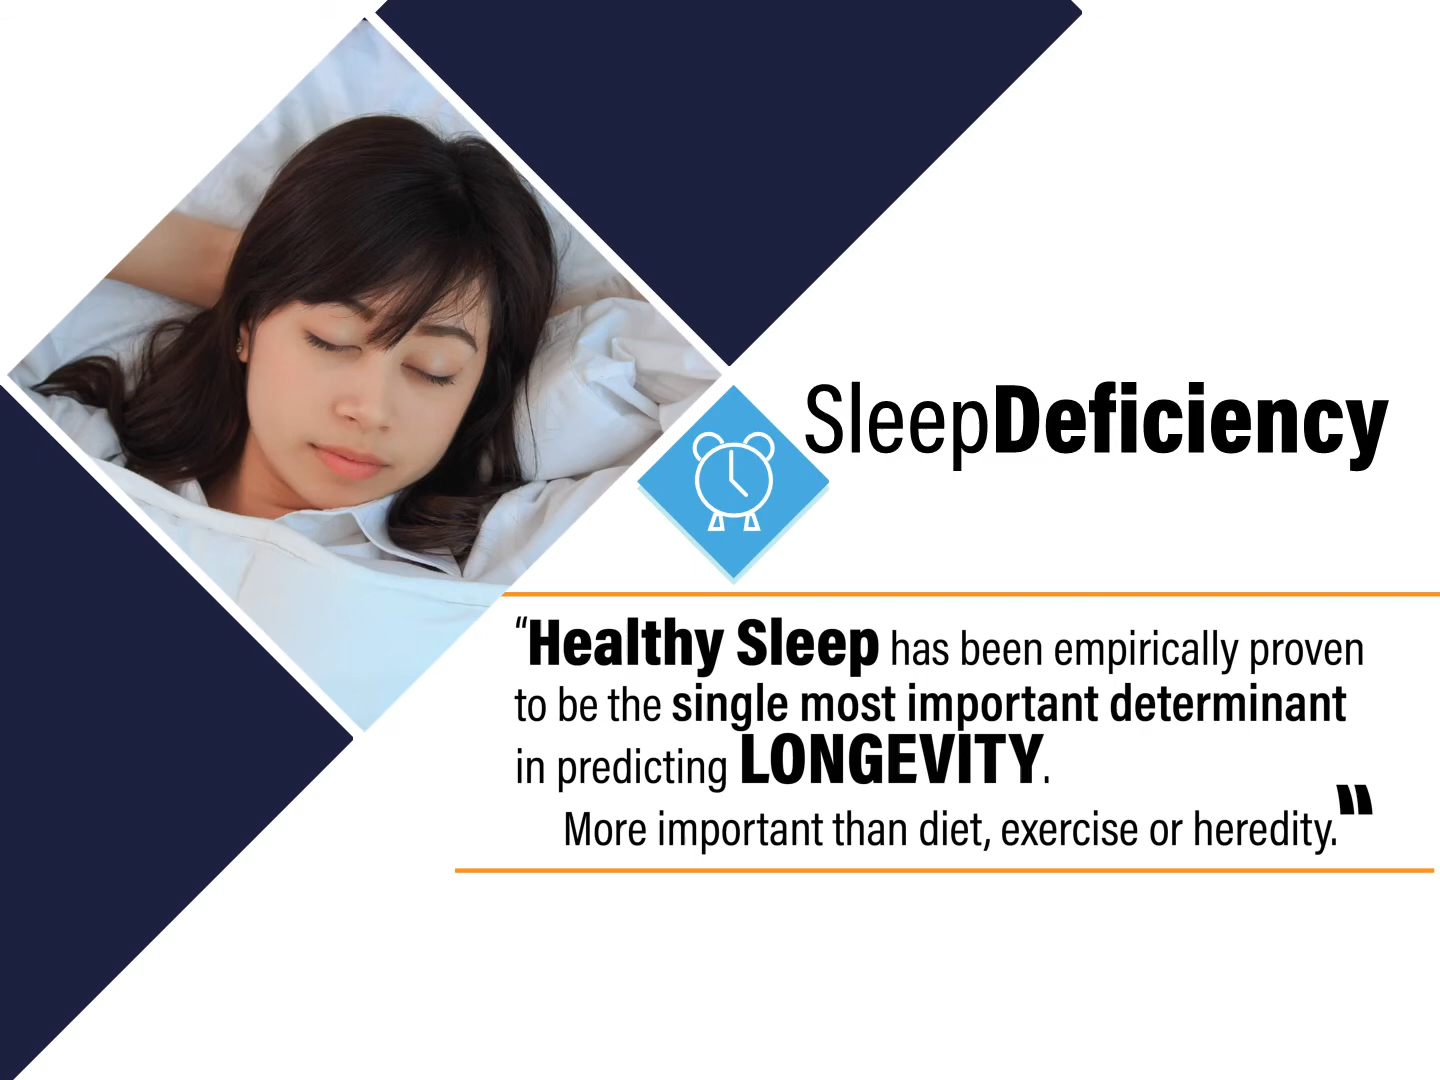 SleepDeficiency
"Healthy Sleep has been empirically proven
to be the single most important determinant
in predicting LONGEVITY.
More important than diet, exercise or heredity."